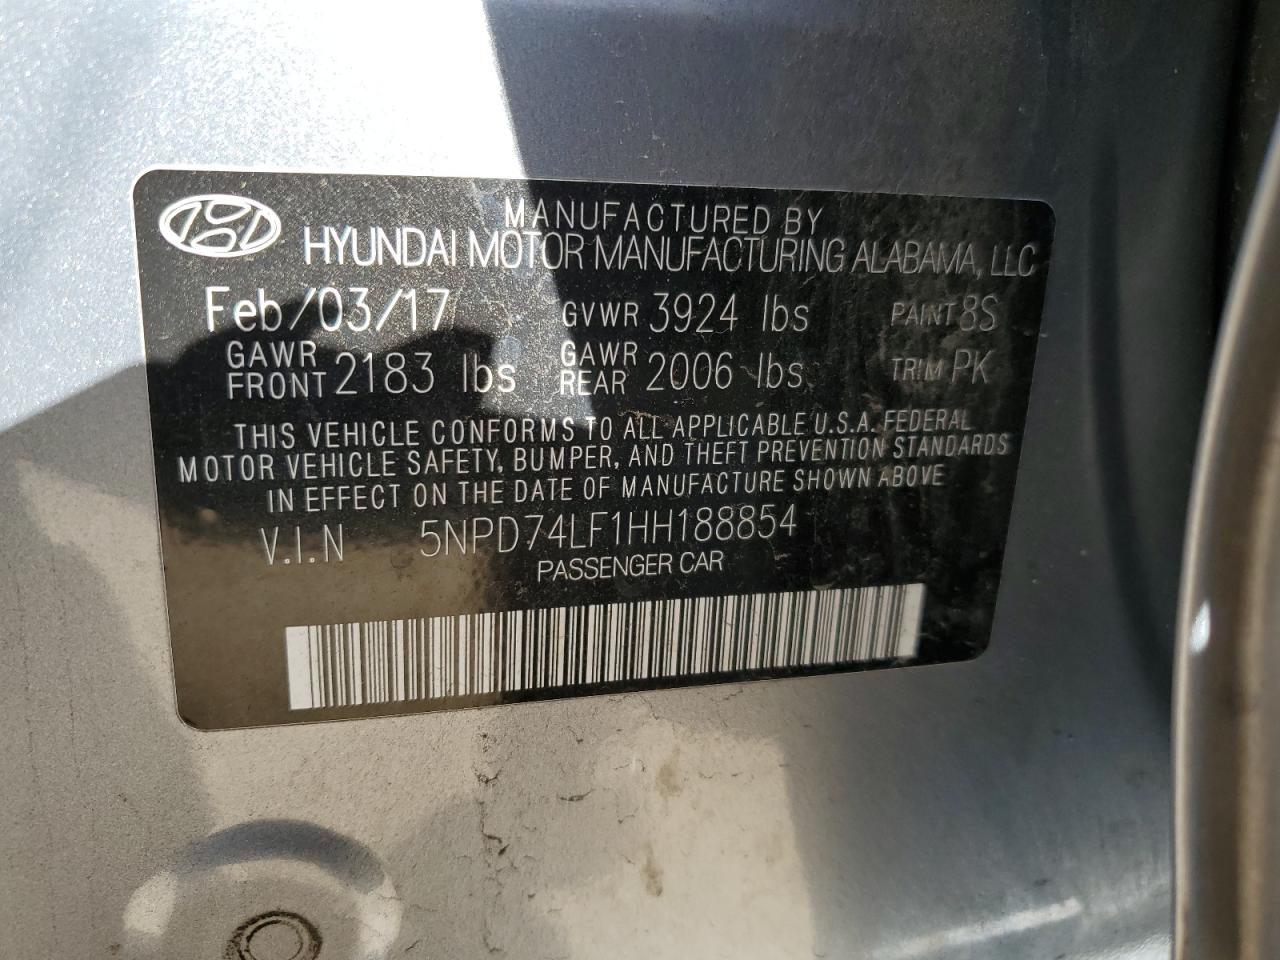 MANUFACTURED BY
HYUNDAI MOTOR MANUFACTURING ALABAMA, LLC
Feb/03/17 GVWR 3924 lbs PAINT 8S
GAWR FRONT 2183 lbs GAWR REAR 2006 lbs TRIM PK
THIS VEHICLE CONFORMS TO ALL APPLICABLE U.S.A. FEDERAL
MOTOR VEHICLE SAFETY, BUMPER, AND THEFT PREVENTION STANDARDS
IN EFFECT ON THE DATE OF MANUFACTURE SHOWN ABOVE
V.I.N 5NPD74LF1HH188854
PASSENGER CAR